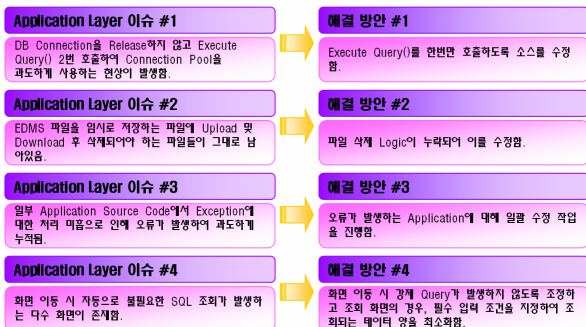 Application Layer 이슈 #1
DB Connection을 Release하지 않고 Execute
Query() 2번 호출하여 Connection Pool을
과도하게 사용하는 현상이 발생함.
해결 방안 #1
Execute Query()를 한번만 호출하도록 소스를 수정
함.
Application Layer 이슈 #2
EDMS 파일을 임시로 저장하는 파일에 Upload 및
Download 후 삭제되어야 하는 파일들이 그대로 남
아있음.
해결 방안 #2
파일 삭제 Logic이 누락되어 이를 수정함.
Application Layer 이슈 #3
일부 Application Source Code에서 Exception에
대한 처리 미흡으로 인해 오류가 발생하여 과도하게
누적됨.
해결 방안 #3
오류가 발생하는 Application에 대해 일괄 수정 작업
을 진행함.
Application Layer 이슈 #4
화면 이동 시 자동으로 불필요한 SQL 조회가 발생하
는 다수 화면이 존재함.
해결 방안 #4
화면 이동 시 강제 Query가 발생하지 않도록 조정하
고 조회 화면의 경우, 필수 입력 조건을 지정하여 조
회되는 데이터 양을 최소화함.